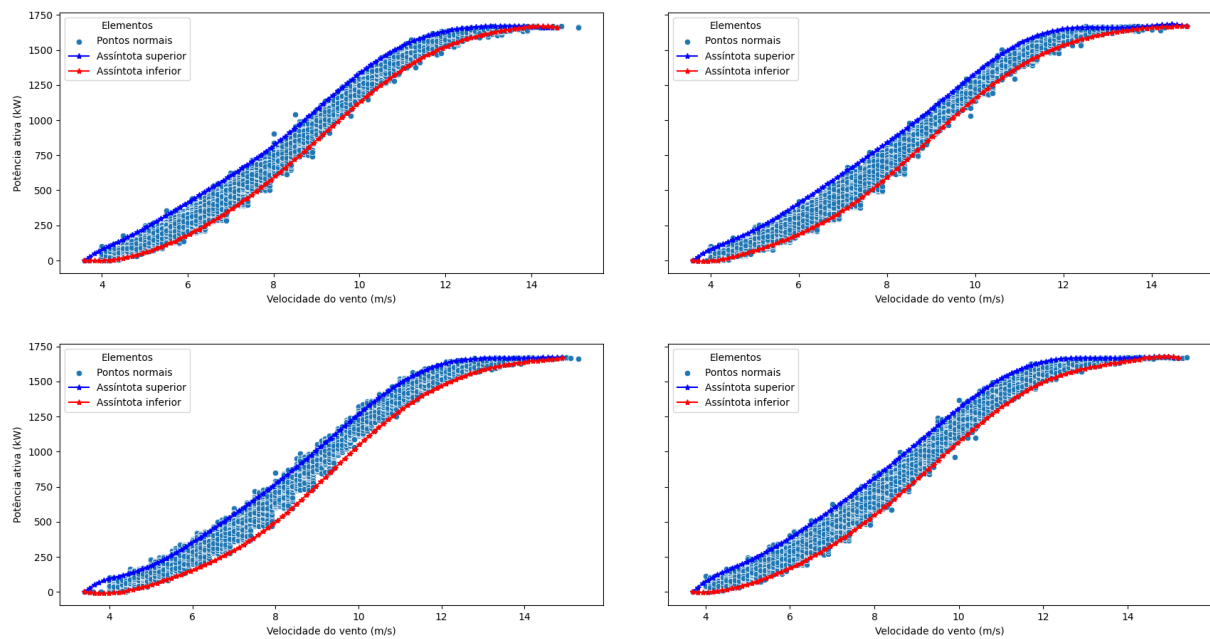 1750
1500
1250
1000
750
500
250
0
Potência ativa (kW)
Elementos
Pontos normais
Assíntota superior
Assíntota inferior
4 6 8 10 12 14
Velocidade do vento (m/s)
Elementos
Pontos normais
Assíntota superior
Assíntota inferior
4 6 8 10 12 14
Velocidade do vento (m/s)
1750
1500
1250
1000
750
500
250
0
Potência ativa (kW)
Elementos
Pontos normais
Assíntota superior
Assíntota inferior
4 6 8 10 12 14
Velocidade do vento (m/s)
Elementos
Pontos normais
Assíntota superior
Assíntota inferior
4 6 8 10 12 14
Velocidade do vento (m/s)